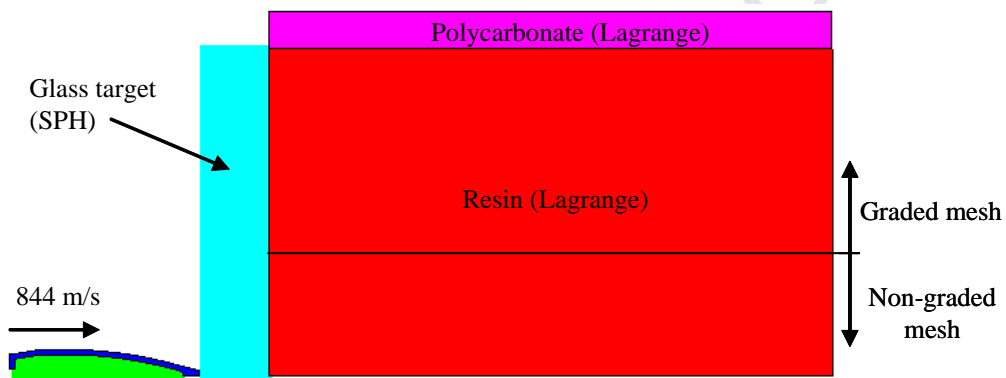 Polycarbonate (Lagrange)
Glass target
(SPH)
Resin (Lagrange)
Graded mesh
844 m/s
Non-graded
mesh